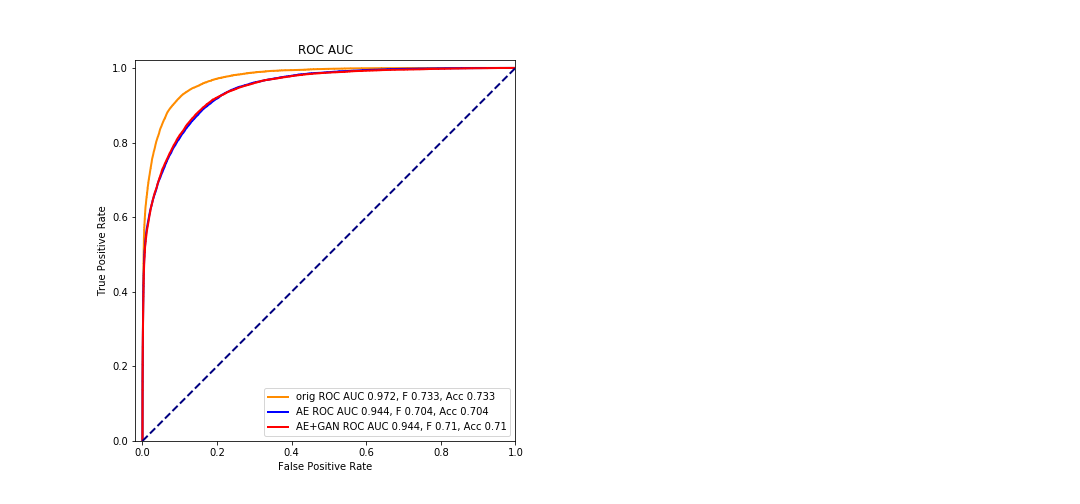 ROC AUC
1.0
0.8
0.6
0.4
0.2
0.0
True Positive Rate
orig ROC AUC 0.972, F 0.733, Acc 0.733
AE ROC AUC 0.944, F 0.704, Acc 0.704
AE+GAN ROC AUC 0.944, F 0.71, Acc 0.71
0.0 0.2 0.4 0.6 0.8 1.0
False Positive Rate